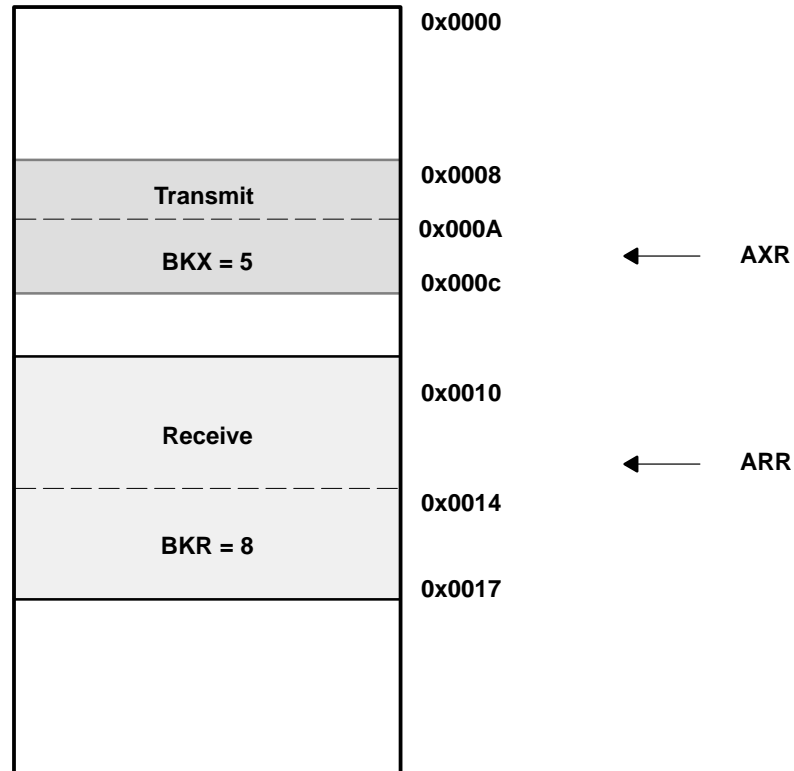 0x0000
0x0008
Transmit
0x000A
BKX = 5
AXR
0x000c
0x0010
Receive
ARR
0x0014
BKR = 8
0x0017